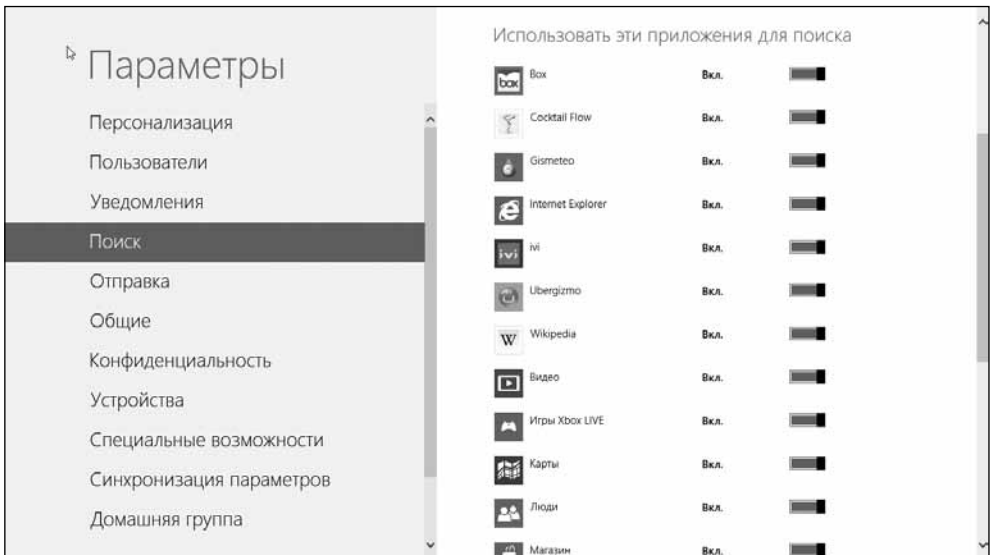 Параметры
Персонализация
Пользователи
Уведомления
Поиск
Отправка
Общие
Конфиденциальность
Устройства
Специальные возможности
Синхронизация параметров
Домашняя группа
Использовать эти приложения для поиска
box Box Вкл.
Cocktail Flow Вкл.
Gismeteo Вкл.
Internet Explorer Вкл.
ivi ivi Вкл.
Ubergizmo Вкл.
W Wikipedia Вкл.
Видео Вкл.
Игры Xbox LIVE Вкл.
Карты Вкл.
Люди Вкл.
Магазин Вкл.